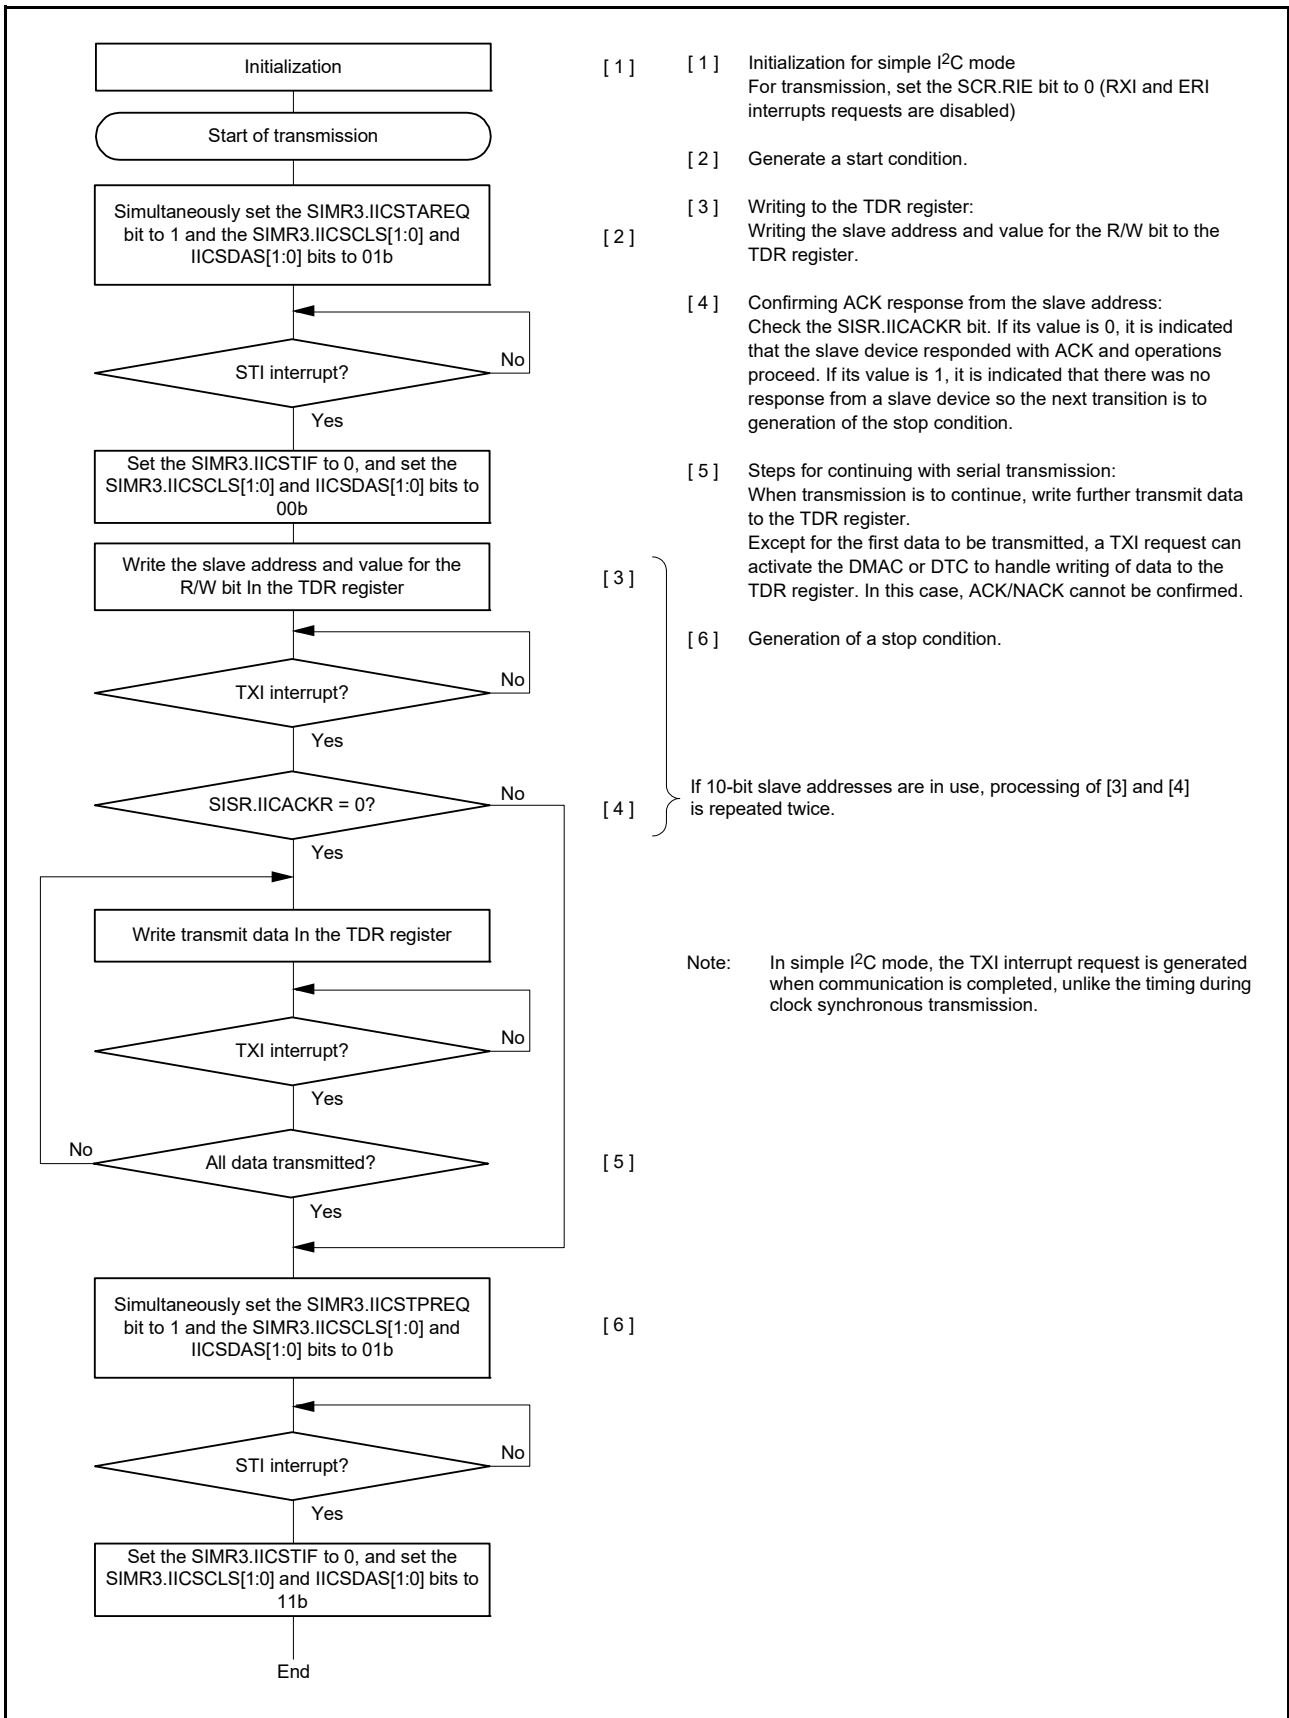 Initialization
[ 1 ]
Start of transmission
Simultaneously set the SIMR3.IICSTAREQ
bit to 1 and the SIMR3.IICSCLS[1:0] and
IICSDAS[1:0] bits to 01b
[ 2 ]
STI interrupt?
No
Yes
Set the SIMR3.IICSTIF to 0, and set the
SIMR3.IICSCLS[1:0] and IICSDAS[1:0] bits to
00b
Write the slave address and value for the
R/W bit In the TDR register
[ 3 ]
TXI interrupt?
No
Yes
SISR.IICACKR = 0?
No
[ 4 ]
Yes
Write transmit data In the TDR register
TXI interrupt?
No
Yes
No
All data transmitted?
[ 5 ]
Yes
Simultaneously set the SIMR3.IICSTPREQ
bit to 1 and the SIMR3.IICSCLS[1:0] and
IICSDAS[1:0] bits to 01b
[ 6 ]
STI interrupt?
No
Yes
Set the SIMR3.IICSTIF to 0, and set the
SIMR3.IICSCLS[1:0] and IICSDAS[1:0] bits to
11b
End
[ 1 ] Initialization for simple I2C mode
For transmission, set the SCR.RIE bit to 0 (RXI and ERI
interrupts requests are disabled)
[ 2 ] Generate a start condition.
[ 3 ] Writing to the TDR register:
Writing the slave address and value for the R/W bit to the
TDR register.
[ 4 ] Confirming ACK response from the slave address:
Check the SISR.IICACKR bit. If its value is 0, it is indicated
that the slave device responded with ACK and operations
proceed. If its value is 1, it is indicated that there was no
response from a slave device so the next transition is to
generation of the stop condition.
[ 5 ] Steps for continuing with serial transmission:
When transmission is to continue, write further transmit data
to the TDR register.
Except for the first data to be transmitted, a TXI request can
activate the DMAC or DTC to handle writing of data to the
TDR register. In this case, ACK/NACK cannot be confirmed.
[ 6 ] Generation of a stop condition.
If 10-bit slave addresses are in use, processing of [3] and [4]
is repeated twice.
Note: In simple I2C mode, the TXI interrupt request is generated
when communication is completed, unlike the timing during
clock synchronous transmission.